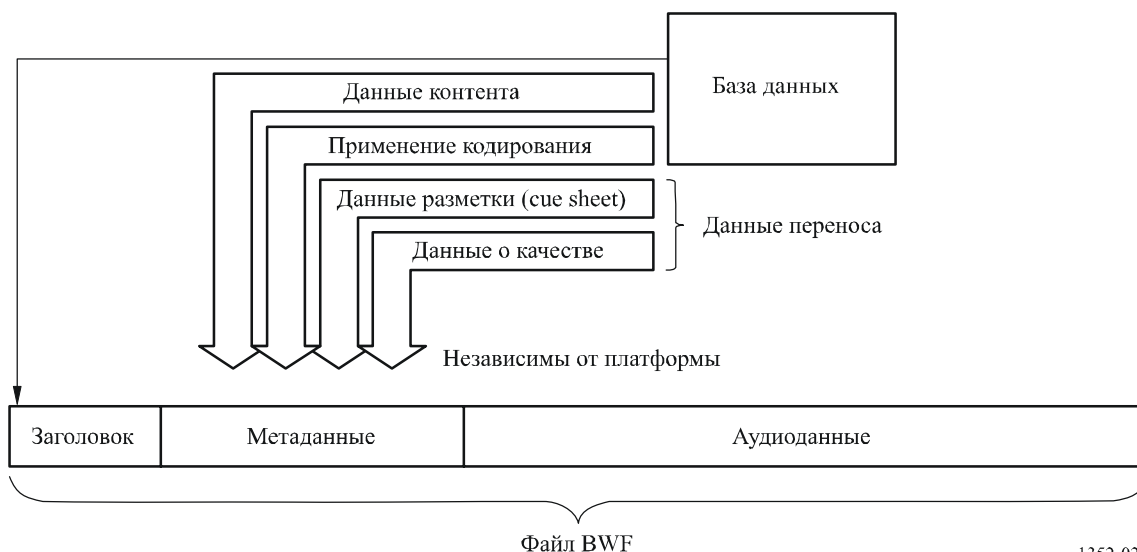 База данных
Данные контента
Применение кодирования
Данные разметки (cue sheet)
Данные о качестве
Данные переноса
Независимы от платформы
Заголовок
Метаданные
Аудиоданные
Файл BWF